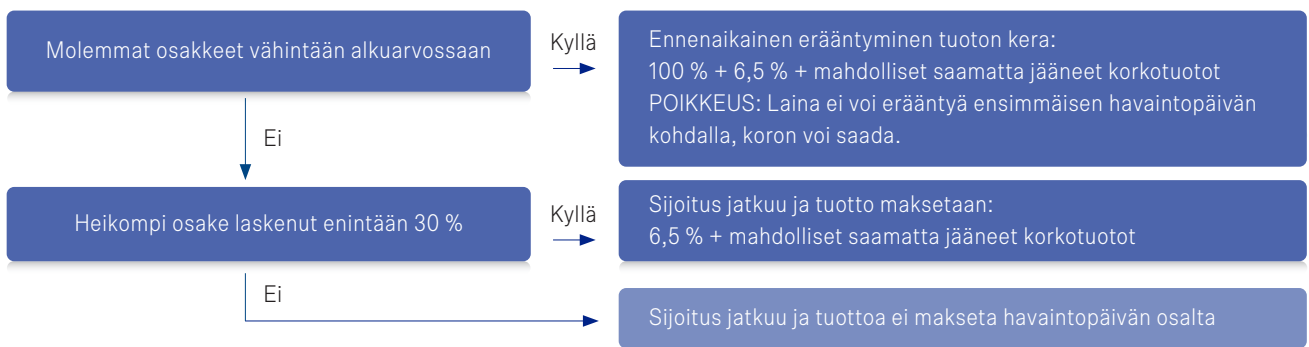 Molemmat osakkeet vähintään alkuarvossaan
Kyllä
Ennenaikainen erääntyminen tuoton kera:
100 % + 6,5 % + mahdolliset saamatta jääneet korkotuotot
POIKKEUS: Laina ei voi erääntyä ensimmäisen havaintopäivän
kohdalla, koron voi saada.
Ei
Heikompi osake laskenut enintään 30 %
Kyllä
Sijoitus jatkuu ja tuotto maksetaan:
6,5 % + mahdolliset saamatta jääneet korkotuotot
Ei
Sijoitus jatkuu ja tuottoa ei makseta havaintopäivän osalta